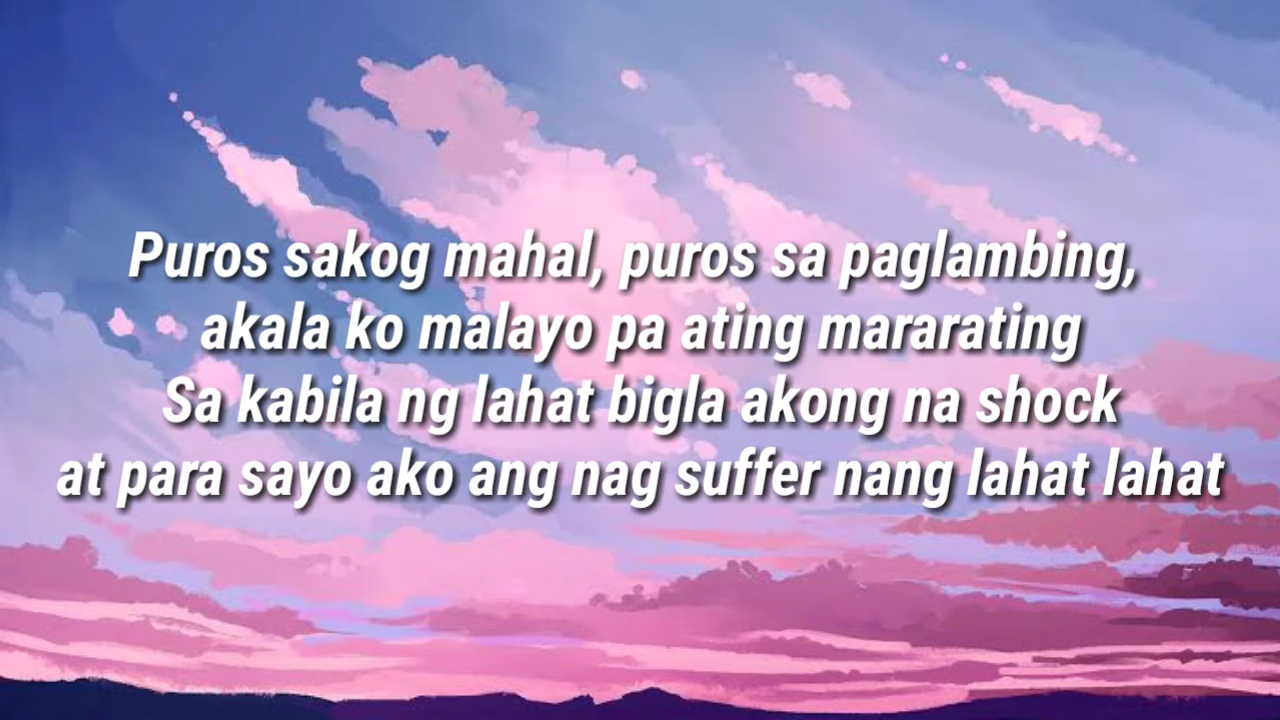 Puros sakog mahal, puros sa paglambing,
akala ko malayo pa ating mararating
Sa kabila ng lahat bigla akong na shock
at para sayo ako ang nag suffer nang lahat lahat